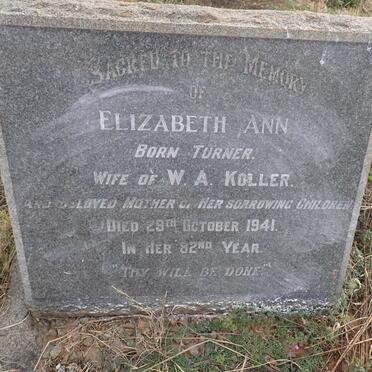 SACRED TO THE MEMORY
OF
ELIZABETH ANN
BORN TURNER.
WIFE OF W. A. KOLLER.
AND BELOVED MOTHER OF HER SORROWING CHILDREN
DIED 29TH OCTOBER 1941.
IN HER 82ND YEAR.
"THY WILL BE DONE."